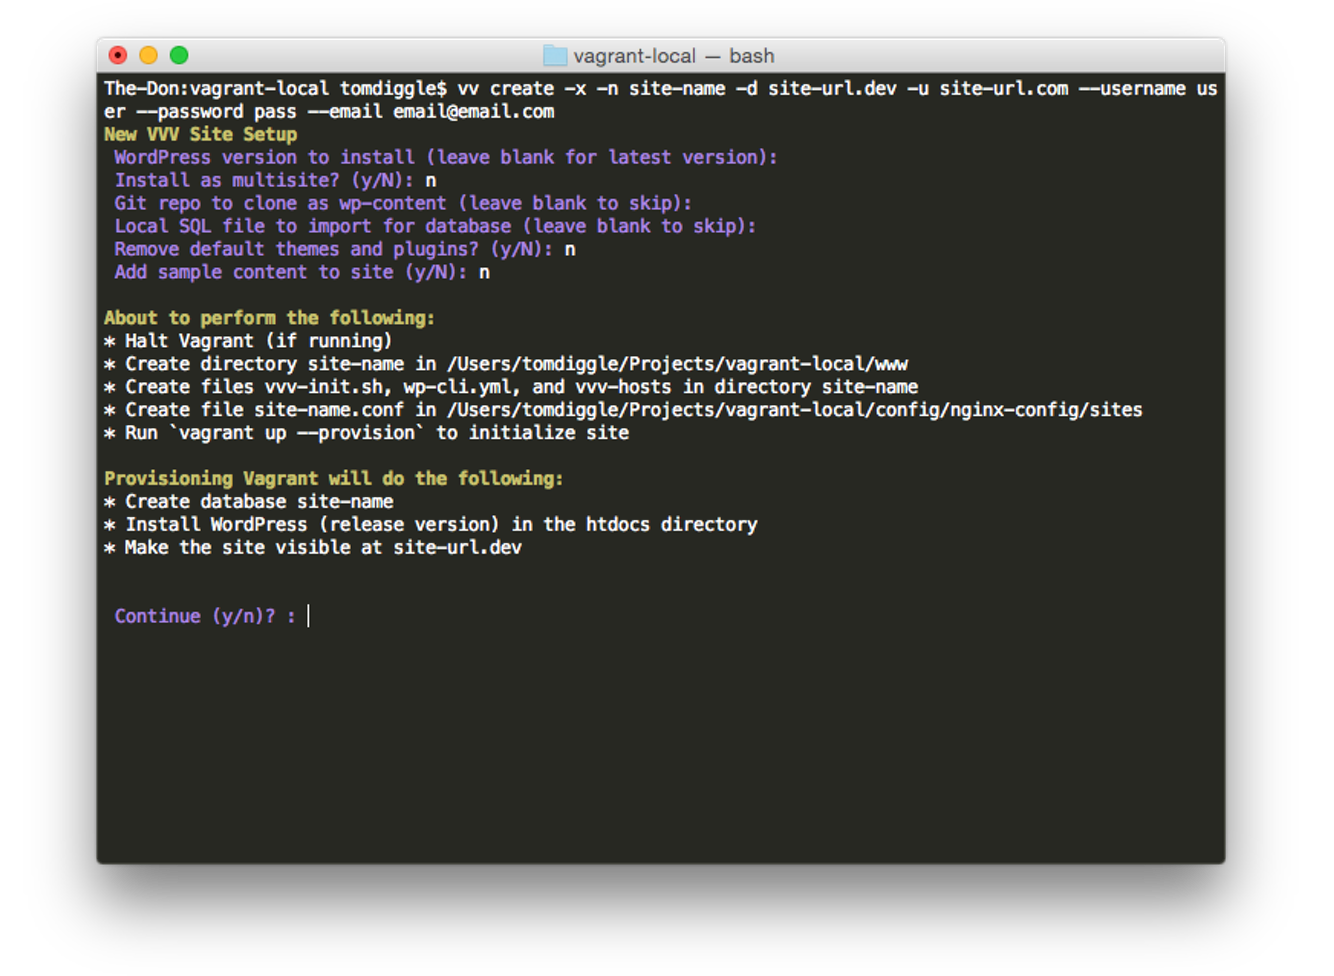 vagrant-local — bash
The-Don:vagrant-local tomdiggle$ vv create -x -n site-name -d site-url.dev -u site-url.com --username us
er --password pass --email email@email.com
New VVV Site Setup
WordPress version to install (leave blank for latest version):
Install as multisite? (y/N): n
Git repo to clone as wp-content (leave blank to skip):
Local SQL file to import for database (leave blank to skip):
Remove default themes and plugins? (y/N): n
Add sample content to site (y/N): n
About to perform the following:
* Halt Vagrant (if running)
* Create directory site-name in /Users/tomdiggle/Projects/vagrant-local/www
* Create files vvv-init.sh, wp-cli.yml, and vvv-hosts in directory site-name
* Create file site-name.conf in /Users/tomdiggle/Projects/vagrant-local/config/nginx-config/sites
* Run `vagrant up --provision` to initialize site
Provisioning Vagrant will do the following:
* Create database site-name
* Install WordPress (release version) in the htdocs directory
* Make the site visible at site-url.dev
Continue (y/n)? :